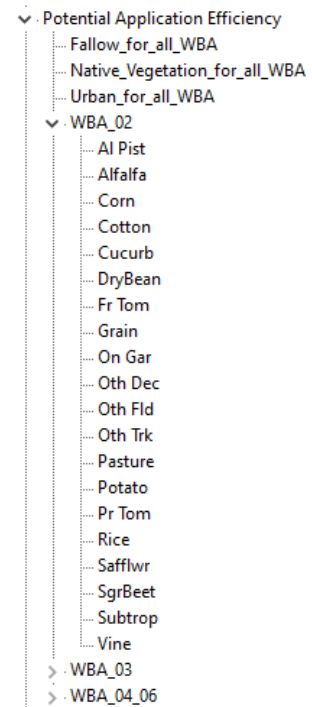 Potential Application Efficiency
Fallow_for_all_WBA
Native_Vegetation_for_all_WBA
Urban_for_all_WBA
WBA_02
Al Pist
Alfalfa
Corn
Cotton
Cucurb
DryBean
Fr Tom
Grain
On Gar
Oth Dec
Oth Fld
Oth Trk
Pasture
Potato
Pr Tom
Rice
Safflwr
SgrBeet
Subtrop
Vine
WBA_03
WBA_04_06